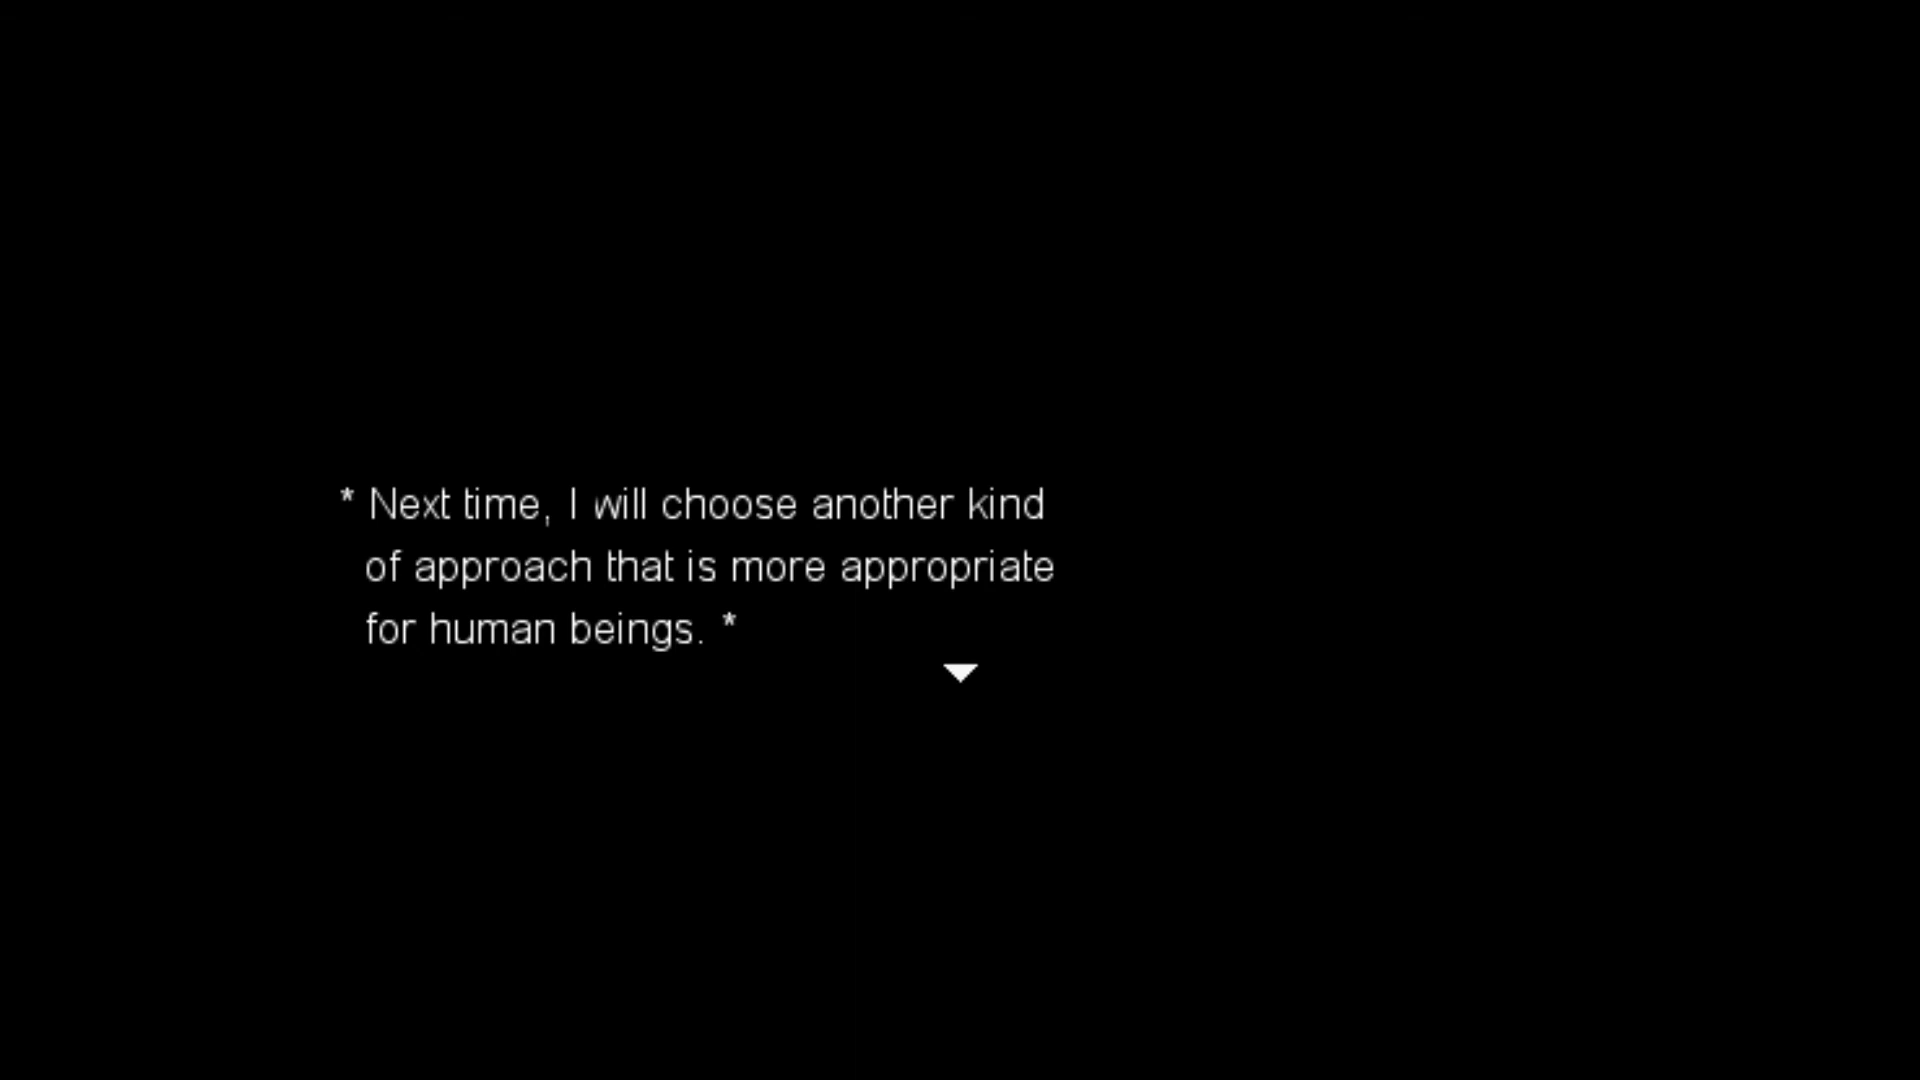 * Next time, I will choose another kind
of approach that is more appropriate
for human beings. *